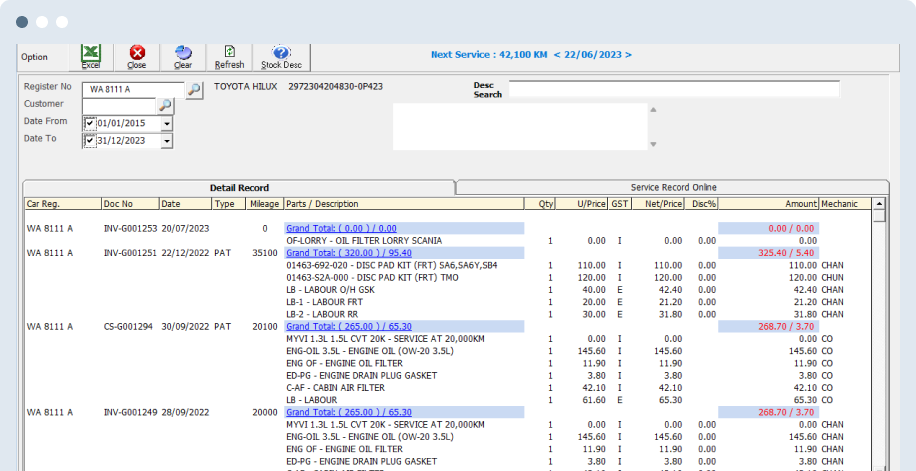 Option Excel Close Clear Refresh Stock Desc Next Service : 42,100 KM < 22/06/2023 >
Register No WA 8111 A TOYOTA HILUX 2972304204830-0P423 Desc Search
Customer
Date From 01/01/2015
Date To 31/12/2023
Detail Record Service Record Online
Car Reg. Doc No Date Type Mileage Parts / Description Qty U/Price GST Net/Price Disc% Amount Mechanic
WA 8111 A INV-G001253 20/07/2023 0 Grand Total: ( 0.00 ) / 0.00 0.00 / 0.00
OF-LORRY - OIL FILTER LORRY SCANIA 1 0.00 I 0.00 0.00 0.00
WA 8111 A INV-G001251 22/12/2022 PAT 35100 Grand Total: ( 320.00 ) / 95.40 325.40 / 5.40
01463-692-020 - DISC PAD KIT (FRT) SA6,SA6Y,SB4 1 110.00 I 110.00 0.00 110.00 CHAN
01463-S2A-000 - DISC PAD KIT (FRT) TMO 1 120.00 I 120.00 0.00 120.00 CHUN
LB - LABOUR O/H GSK 1 40.00 E 42.40 0.00 42.40 CHAN
LB-1 - LABOUR FRT 1 20.00 E 21.20 0.00 21.20 CHAN
LB-2 - LABOUR RR 1 30.00 E 31.80 0.00 31.80 CHAN
WA 8111 A CS-G001294 30/09/2022 PAT 20100 Grand Total: ( 265.00 ) / 65.30 268.70 / 3.70
MYVI 1.3L 1.5L CVT 20K - SERVICE AT 20,000KM 1 0.00 I 0.00 0.00 CO
ENG-OIL 3.5L - ENGINE OIL (OW-20 3.5L) 1 145.60 I 145.60 145.60 CO
ENG OF - ENGINE OIL FILTER 1 11.90 I 11.90 11.90 CO
ED-PG - ENGINE DRAIN PLUG GASKET 1 3.80 I 3.80 3.80 CO
C-AF - CABIN AIR FILTER 1 42.10 I 42.10 42.10 CO
LB - LABOUR 1 61.60 E 65.30 65.30 CO
WA 8111 A INV-G001249 28/09/2022 20000 Grand Total: ( 265.00 ) / 65.30 268.70 / 3.70
MYVI 1.3L 1.5L CVT 20K - SERVICE AT 20,000KM 1 0.00 I 0.00 0.00 0.00 CHAN
ENG-OIL 3.5L - ENGINE OIL (OW-20 3.5L) 1 145.60 I 145.60 0.00 145.60 CHAN
ENG OF - ENGINE OIL FILTER 1 11.90 I 11.90 0.00 11.90 CHAN
ED-PG - ENGINE DRAIN PLUG GASKET 1 3.80 I 3.80 0.00 3.80 CHAN